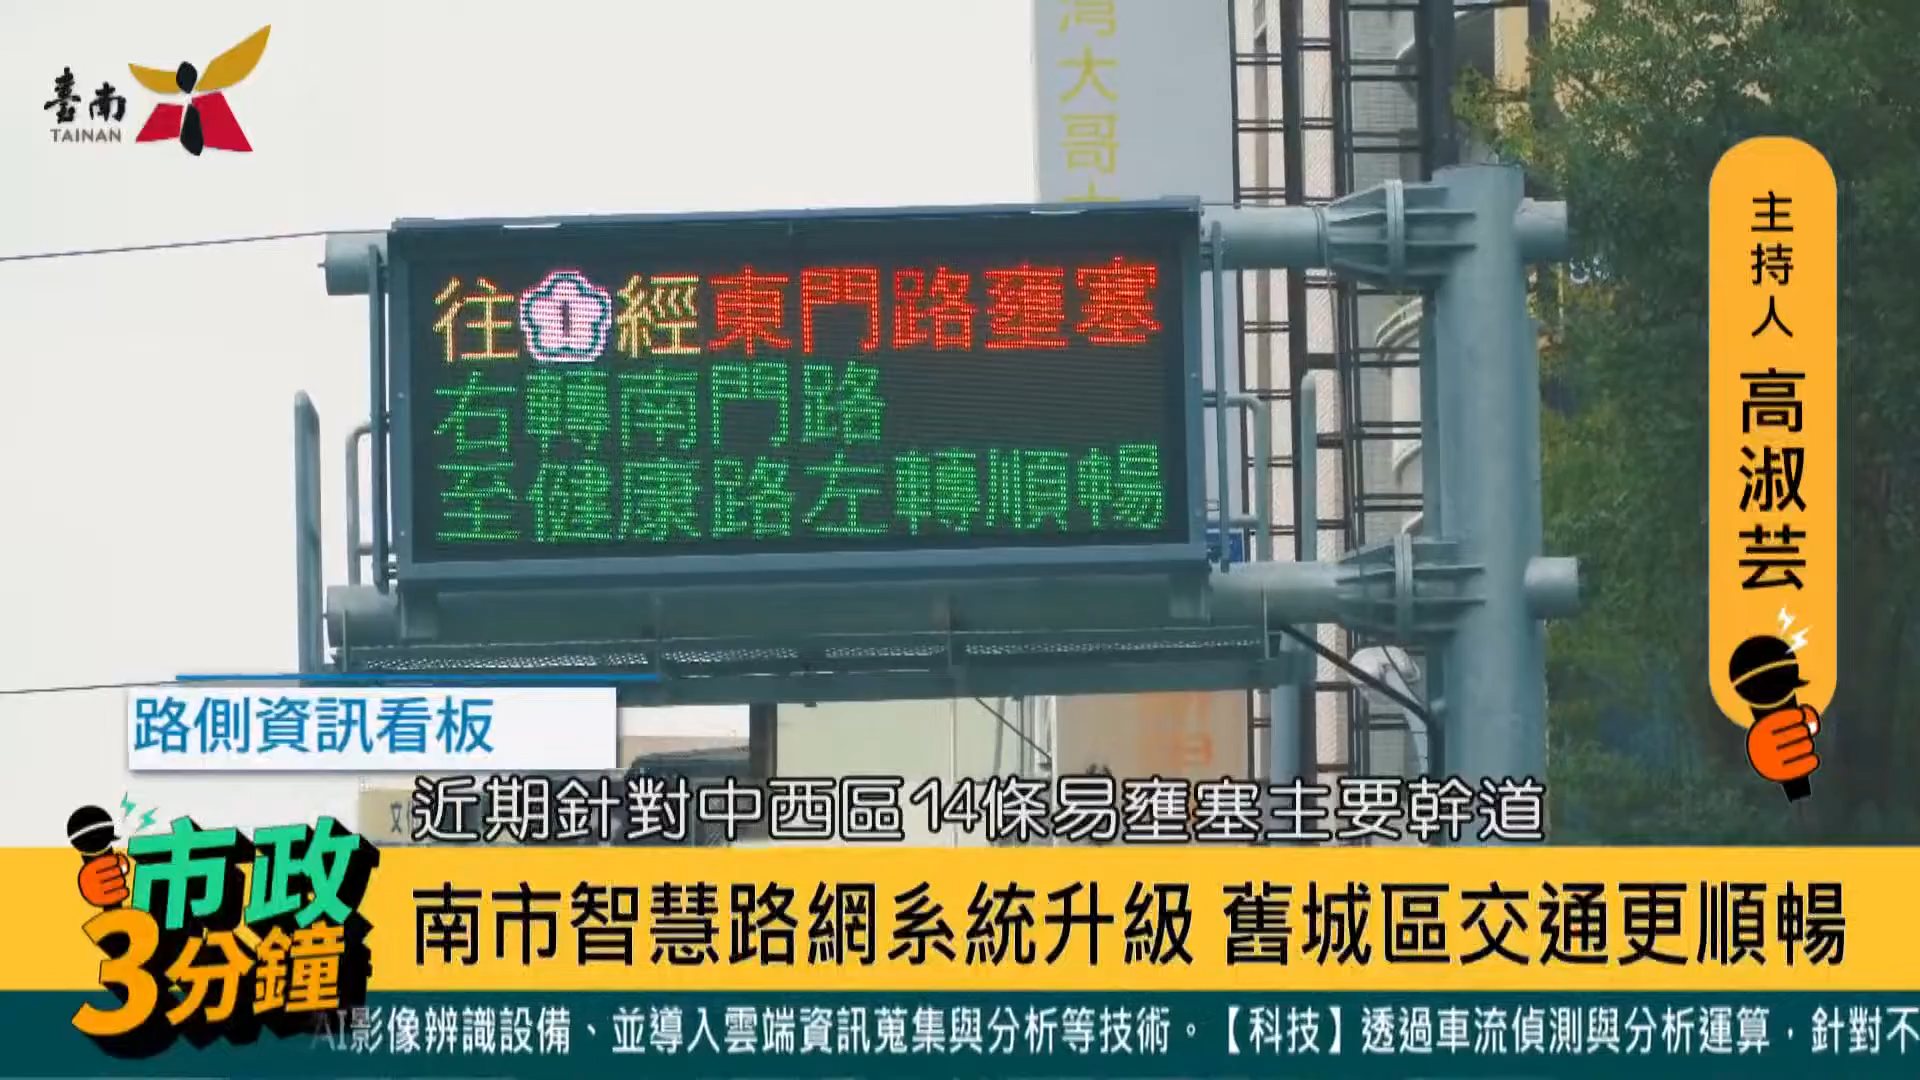 臺南
TAINAN
灣大哥大
往1經東門路壅塞
右轉南門路
至健康路左轉順暢
主持人 高淑芸
路側資訊看板
近期針對中西區14條易壅塞主要幹道
市政
3分鐘
南市智慧路網系統升級 舊城區交通更順暢
AI影像辨識設備、並導入雲端資訊蒐集與分析等技術。【科技】透過車流偵測與分析運算，針對不